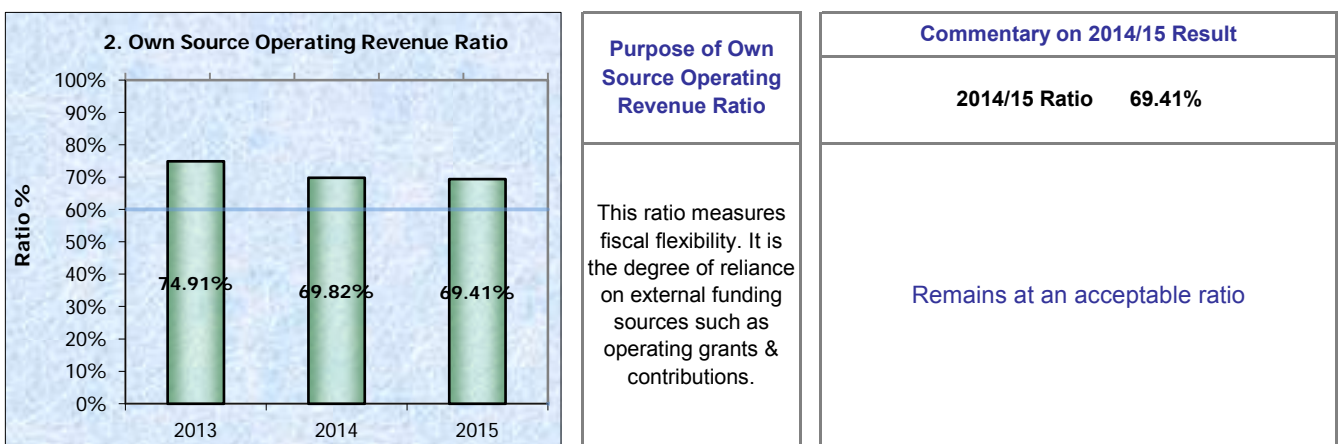 2. Own Source Operating Revenue Ratio
100%
90%
80%
70%
60%
50%
40%
30%
20%
10%
0%
Ratio %
74.91%
69.82%
69.41%
2013
2014
2015
Purpose of Own
Source Operating
Revenue Ratio
This ratio measures
fiscal flexibility. It is
the degree of reliance
on external funding
sources such as
operating grants &
contributions.
Commentary on 2014/15 Result
2014/15 Ratio 69.41%
Remains at an acceptable ratio